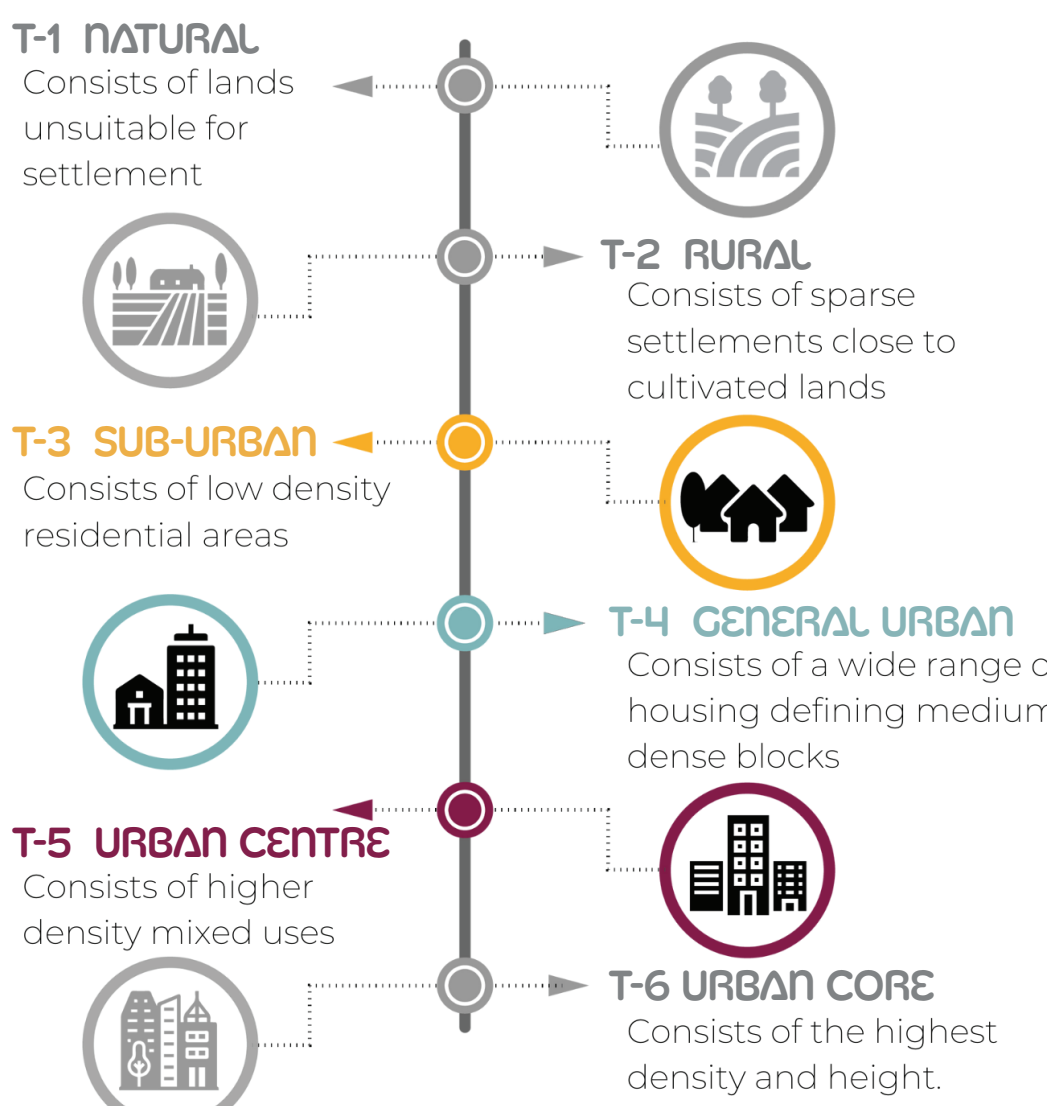 T-1 NATURAL
Consists of lands
unsuitable for
settlement
T-2 RURAL
Consists of sparse
settlements close to
cultivated lands
T-3 SUB-URBAN
Consists of low density
residential areas
T-4 GENERAL URBAN
Consists of a wide range
housing defining medium
dense blocks
T-5 URBAN CENTRE
Consists of higher
density mixed uses
T-6 URBAN CORE
Consists of the highest
density and height.